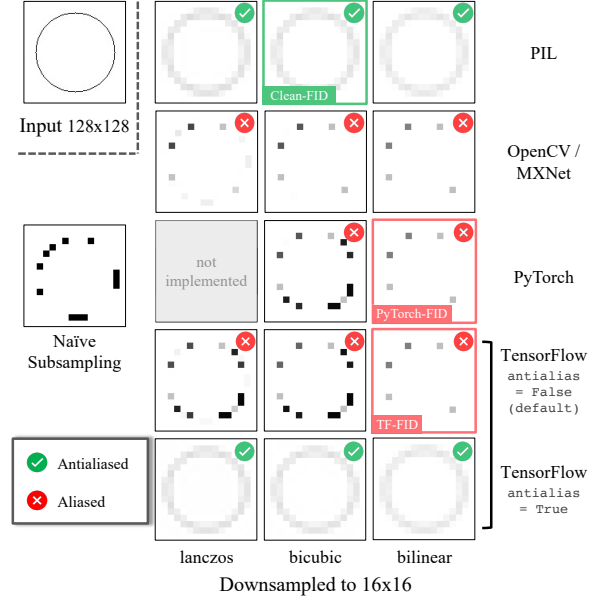 Input 128x128
Clean-FID
PIL
OpenCV /
MXNet
not
implemented
PyTorch-FID
PyTorch
Naïve
Subsampling
TF-FID
TensorFlow
antialias
= False
(default)
Antialiased
Aliased
TensorFlow
antialias
= True
lanczos
bicubic
bilinear
Downsampled to 16x16